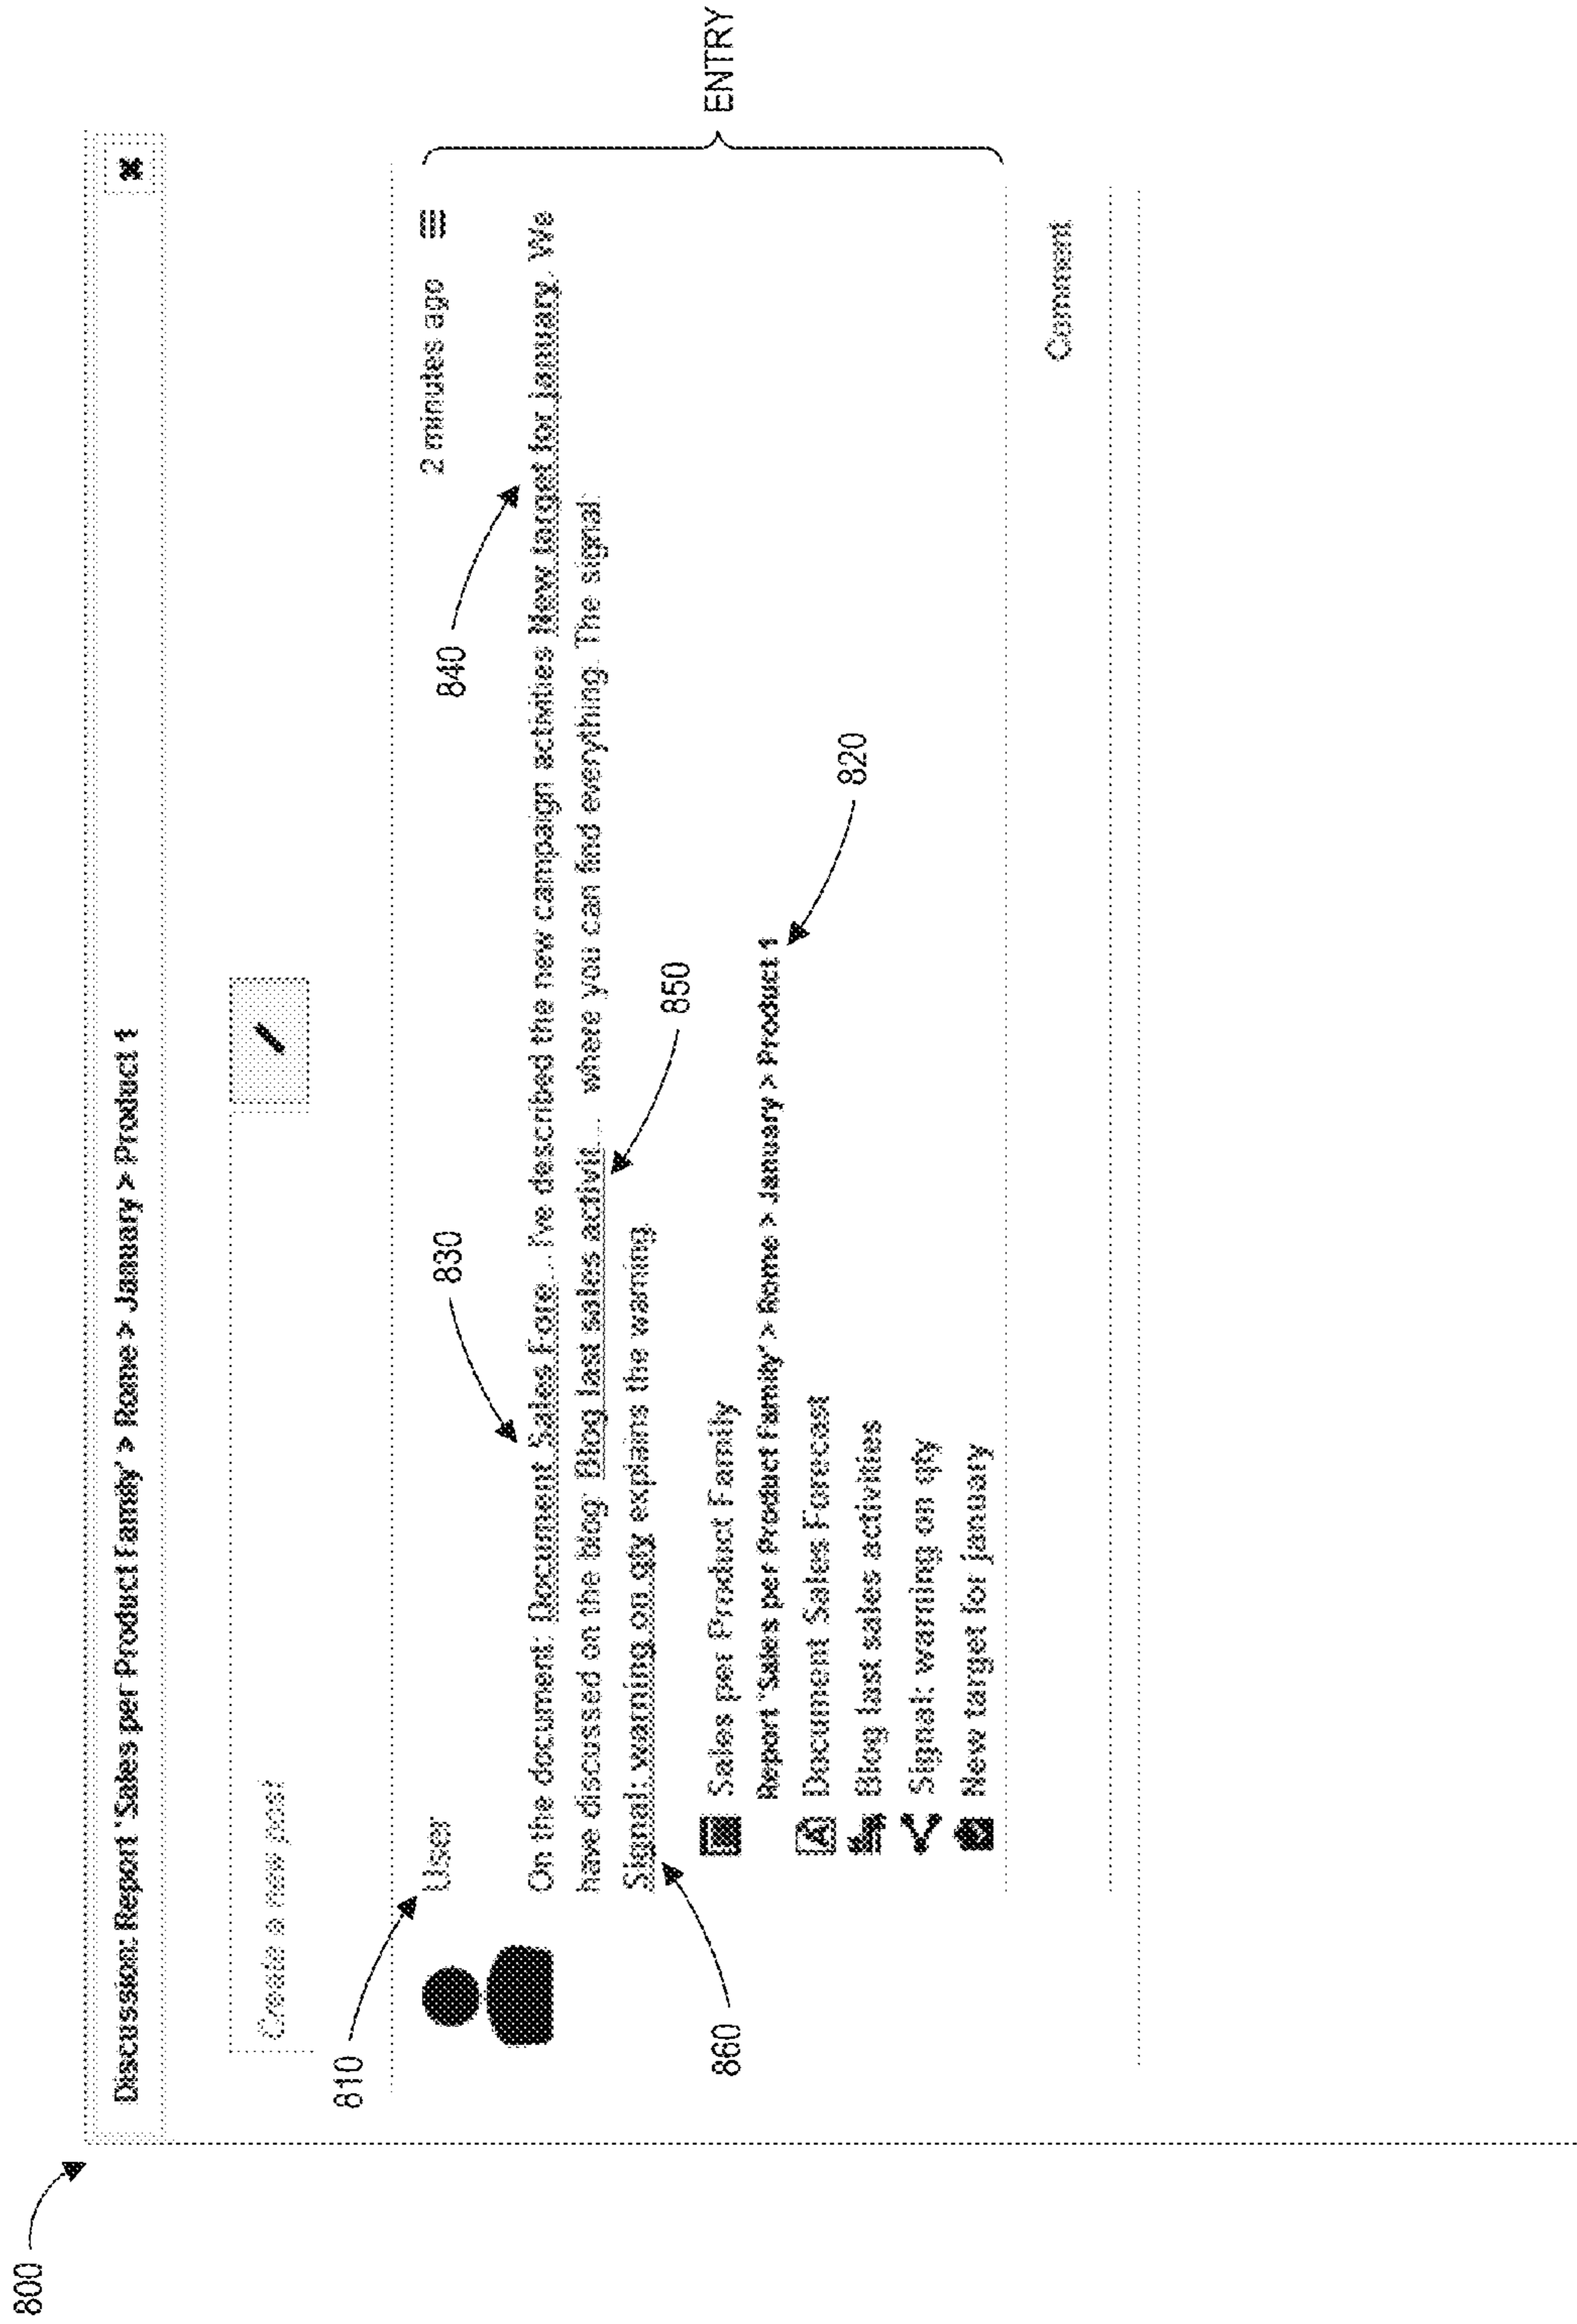 800
Discussion: Report 'Sales per Product Family' > Rome > January > Product 1
Create a new post
810
User
2 minutes ago
830
840
On the document: Document Sales Fore... I've described the new campaign activities New target for january. We
have discussed on the blog: Blog last sales activit... where you can find everything. The signal:
Signal: warning on qty explains the warning.
850
860
Sales per Product Family
Report 'Sales per Product Family' > Rome > January > Product 1
820
Document Sales Forecast
Blog last sales activities
Signal: warning on qty
New target for january
ENTRY
Comment